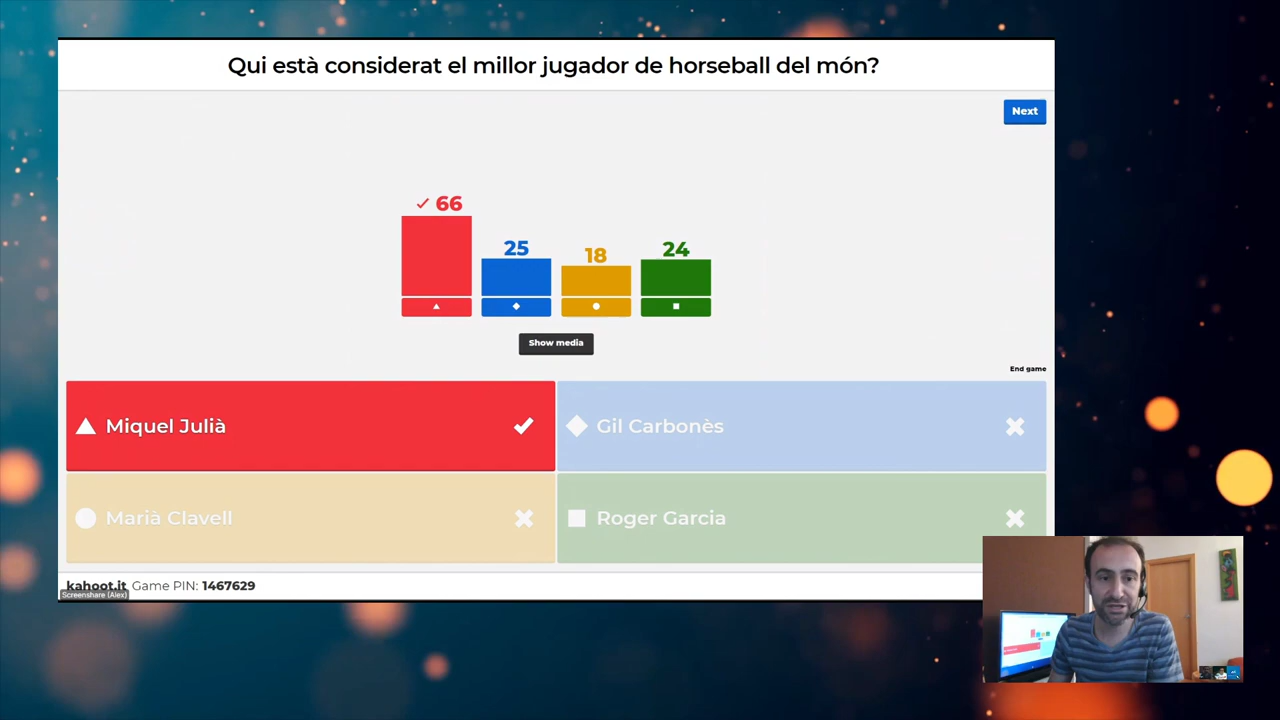 Qui està considerat el millor jugador de horseball del món?
Next
66
25
18
24
Show media
End game
Miquel Julià
Gil Carbonès
Marià Clavell
Roger Garcia
kahoot.it Game PIN: 1467629
Screenshare (Alex)